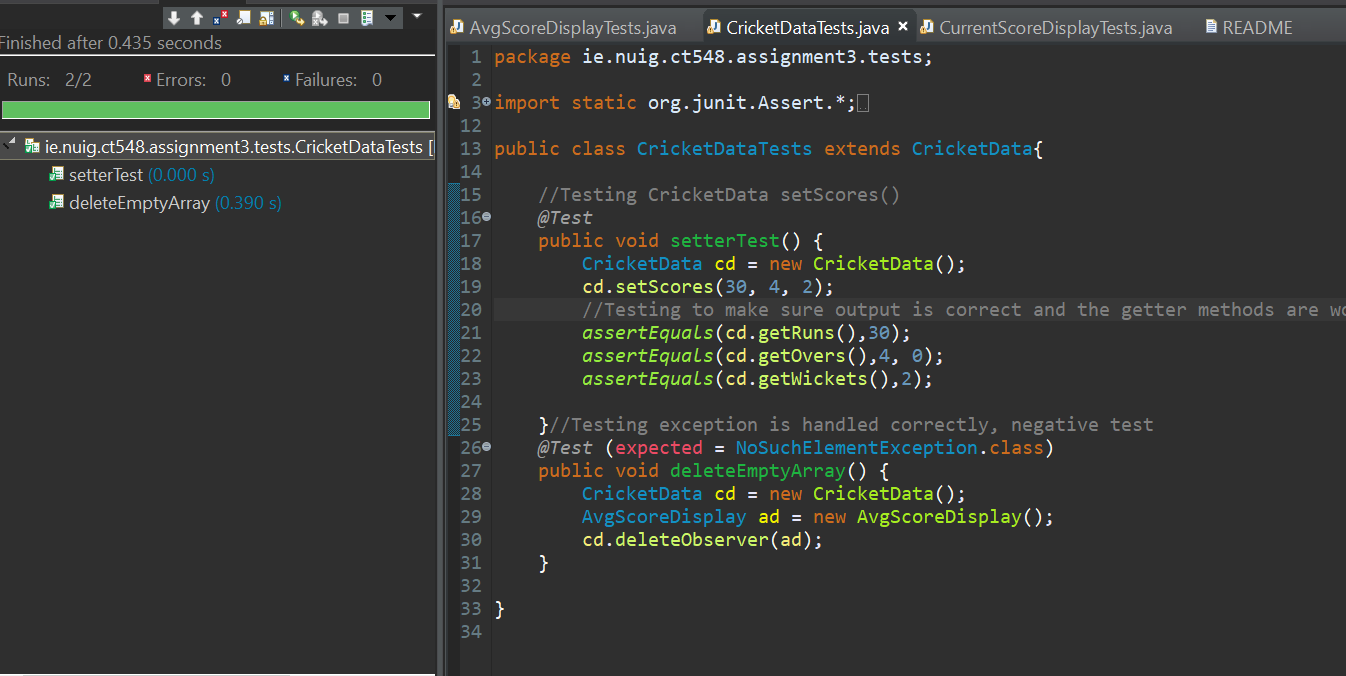 Finished after 0.435 seconds
Runs: 2/2 Errors: 0 Failures: 0
ie.nuig.ct548.assignment3.tests.CricketDataTests [
setterTest (0.000 s)
deleteEmptyArray (0.390 s)
AvgScoreDisplayTests.java CricketDataTests.java CurrentScoreDisplayTests.java README
1 package ie.nuig.ct548.assignment3.tests;
2
3 import static org.junit.Assert.*;
12
13 public class CricketDataTests extends CricketData{
14
15 //Testing CricketData setScores()
16 @Test
17 public void setterTest() {
18 CricketData cd = new CricketData();
19 cd.setScores(30, 4, 2);
20 //Testing to make sure output is correct and the getter methods are wo
21 assertEquals(cd.getRuns(),30);
22 assertEquals(cd.getOvers(),4, 0);
23 assertEquals(cd.getWickets(),2);
24
25 }//Testing exception is handled correctly, negative test
26 @Test (expected = NoSuchElementException.class)
27 public void deleteEmptyArray() {
28 CricketData cd = new CricketData();
29 AvgScoreDisplay ad = new AvgScoreDisplay();
30 cd.deleteObserver(ad);
31 }
32
33 }
34